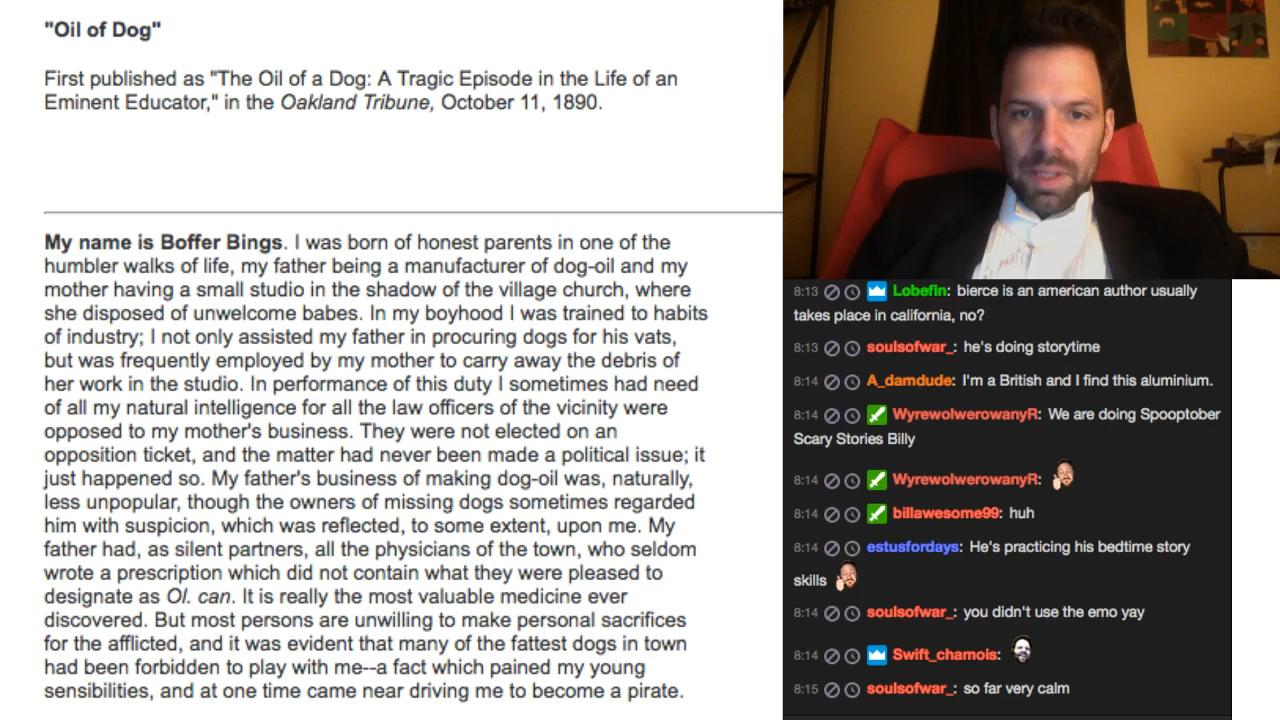 "Oil of Dog"
First published as "The Oil of a Dog: A Tragic Episode in the Life of an
Eminent Educator," in the Oakland Tribune, October 11, 1890.
My name is Boffer Bings. I was born of honest parents in one of the
humbler walks of life, my father being a manufacturer of dog-oil and my
mother having a small studio in the shadow of the village church, where
she disposed of unwelcome babes. In my boyhood I was trained to habits
of industry; I not only assisted my father in procuring dogs for his vats,
but was frequently employed by my mother to carry away the debris of
her work in the studio. In performance of this duty I sometimes had need
of all my natural intelligence for all the law officers of the vicinity were
opposed to my mother's business. They were not elected on an
opposition ticket, and the matter had never been made a political issue; it
just happened so. My father's business of making dog-oil was, naturally,
less unpopular, though the owners of missing dogs sometimes regarded
him with suspicion, which was reflected, to some extent, upon me. My
father had, as silent partners, all the physicians of the town, who seldom
wrote a prescription which did not contain what they were pleased to
designate as Ol. can. It is really the most valuable medicine ever
discovered. But most persons are unwilling to make personal sacrifices
for the afflicted, and it was evident that many of the fattest dogs in town
had been forbidden to play with me--a fact which pained my young
sensibilities, and at one time came near driving me to become a pirate.
8:13 Lobefin: bierce is an american author usually
takes place in california, no?
8:13 soulsofwar_: he's doing storytime
8:14 A_damdude: I'm a British and I find this aluminium.
8:14 WyrewolwerowanyR: We are doing Spooptober
Scary Stories Billy
8:14 WyrewolwerowanyR:
8:14 billawesome99: huh
8:14 estusfordays: He's practicing his bedtime story
skills
8:14 soulsofwar_: you didn't use the emo yay
8:14 Swift_chamois:
8:15 soulsofwar_: so far very calm